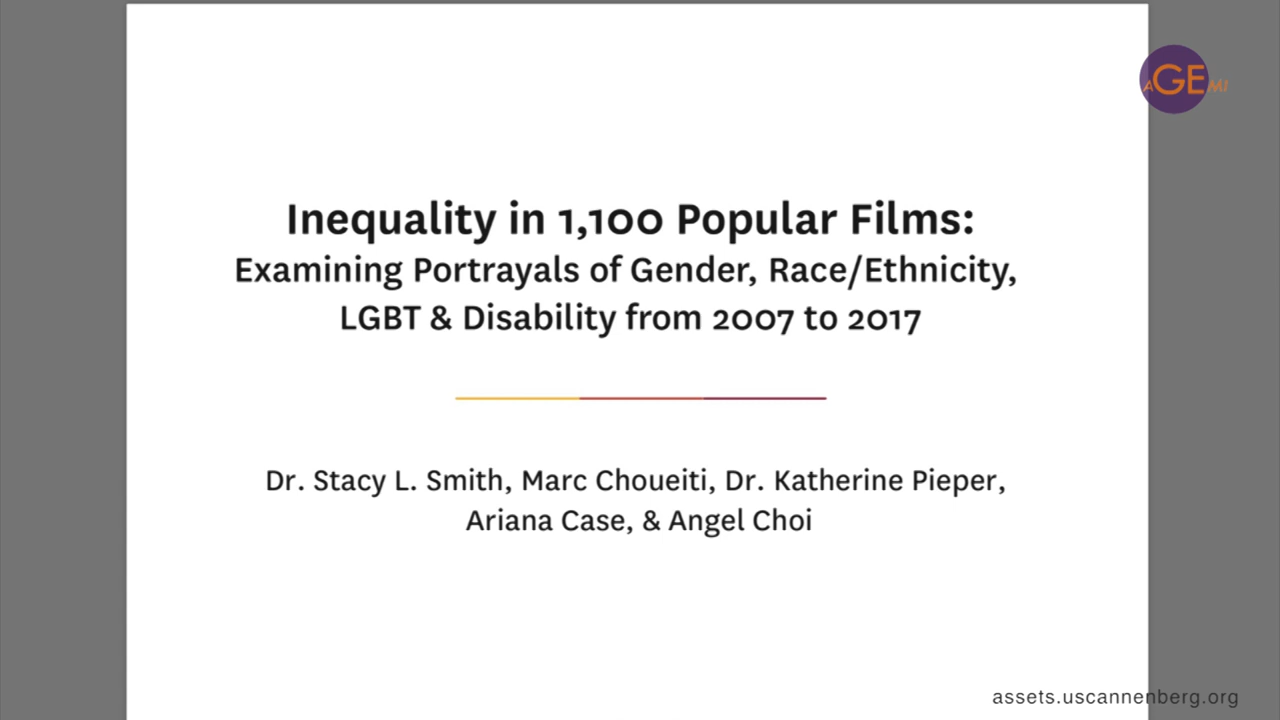 AGEMI
Inequality in 1,100 Popular Films:
Examining Portrayals of Gender, Race/Ethnicity,
LGBT & Disability from 2007 to 2017
Dr. Stacy L. Smith, Marc Choueiti, Dr. Katherine Pieper,
Ariana Case, & Angel Choi
assets.uscannenberg.org